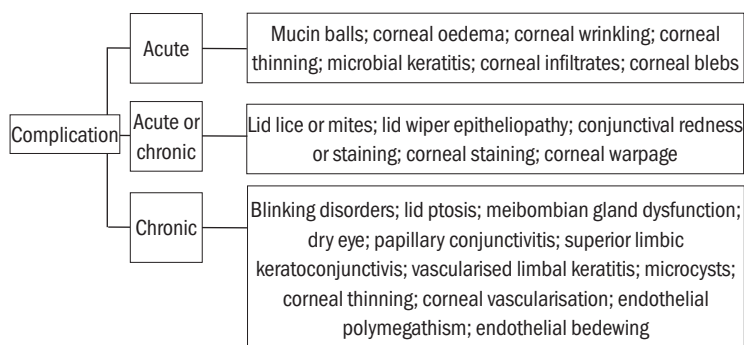 Complication
Acute
Mucin balls; corneal oedema; corneal wrinkling; corneal
thinning; microbial keratitis; corneal infiltrates; corneal blebs
Acute or
chronic
Lid lice or mites; lid wiper epitheliopathy; conjunctival redness
or staining; corneal staining; corneal warpage
Chronic
Blinking disorders; lid ptosis; meibombian gland dysfunction;
dry eye; papillary conjunctivitis; superior limbic
keratoconjunctivis; vascularised limbal keratitis; microcysts;
corneal thinning; corneal vascularisation; endothelial
polymegathism; endothelial bedewing